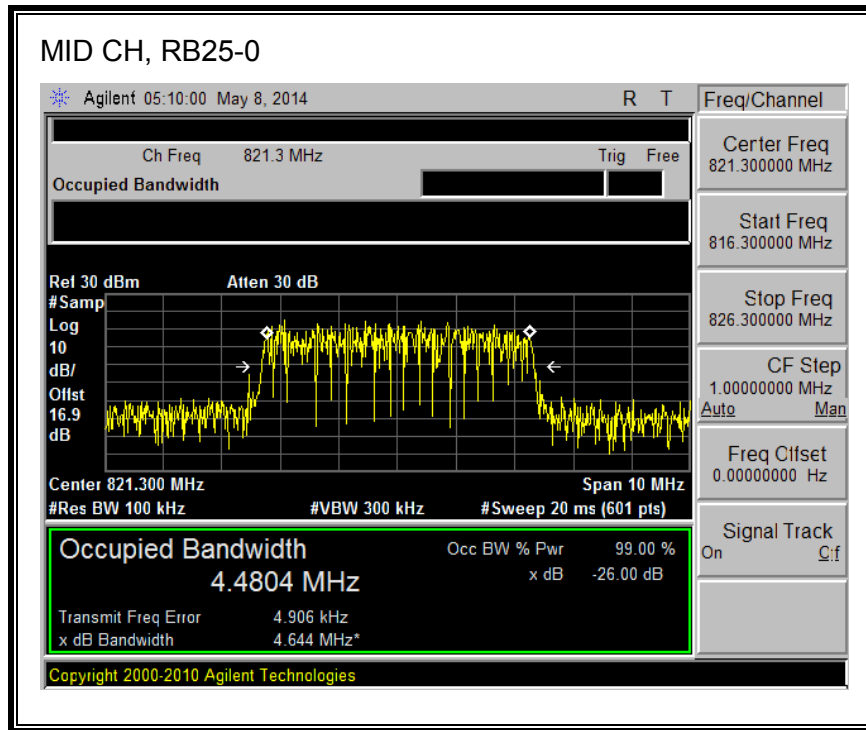 MID CH, RB25-0
Agilent 05:10:00 May 8, 2014 R T
Freq/Channel
Ch Freq 821.3 MHz Trig Free
Occupied Bandwidth
Center Freq
821.300000 MHz
Start Freq
816.300000 MHz
Stop Freq
826.300000 MHz
CF Step
1.00000000 MHz
Auto Man
Freq Offset
0.00000000 Hz
Signal Track
On Off
Ref 30 dBm Atten 30 dB
#Samp
Log
10
dB/
Offst
16.9
dB
Center 821.300 MHz Span 10 MHz
#Res BW 100 kHz #VBW 300 kHz #Sweep 20 ms (601 pts)
Occupied Bandwidth Occ BW % Pwr 99.00 %
4.4804 MHz x dB -26.00 dB
Transmit Freq Error 4.906 kHz
x dB Bandwidth 4.644 MHz*
Copyright 2000-2010 Agilent Technologies